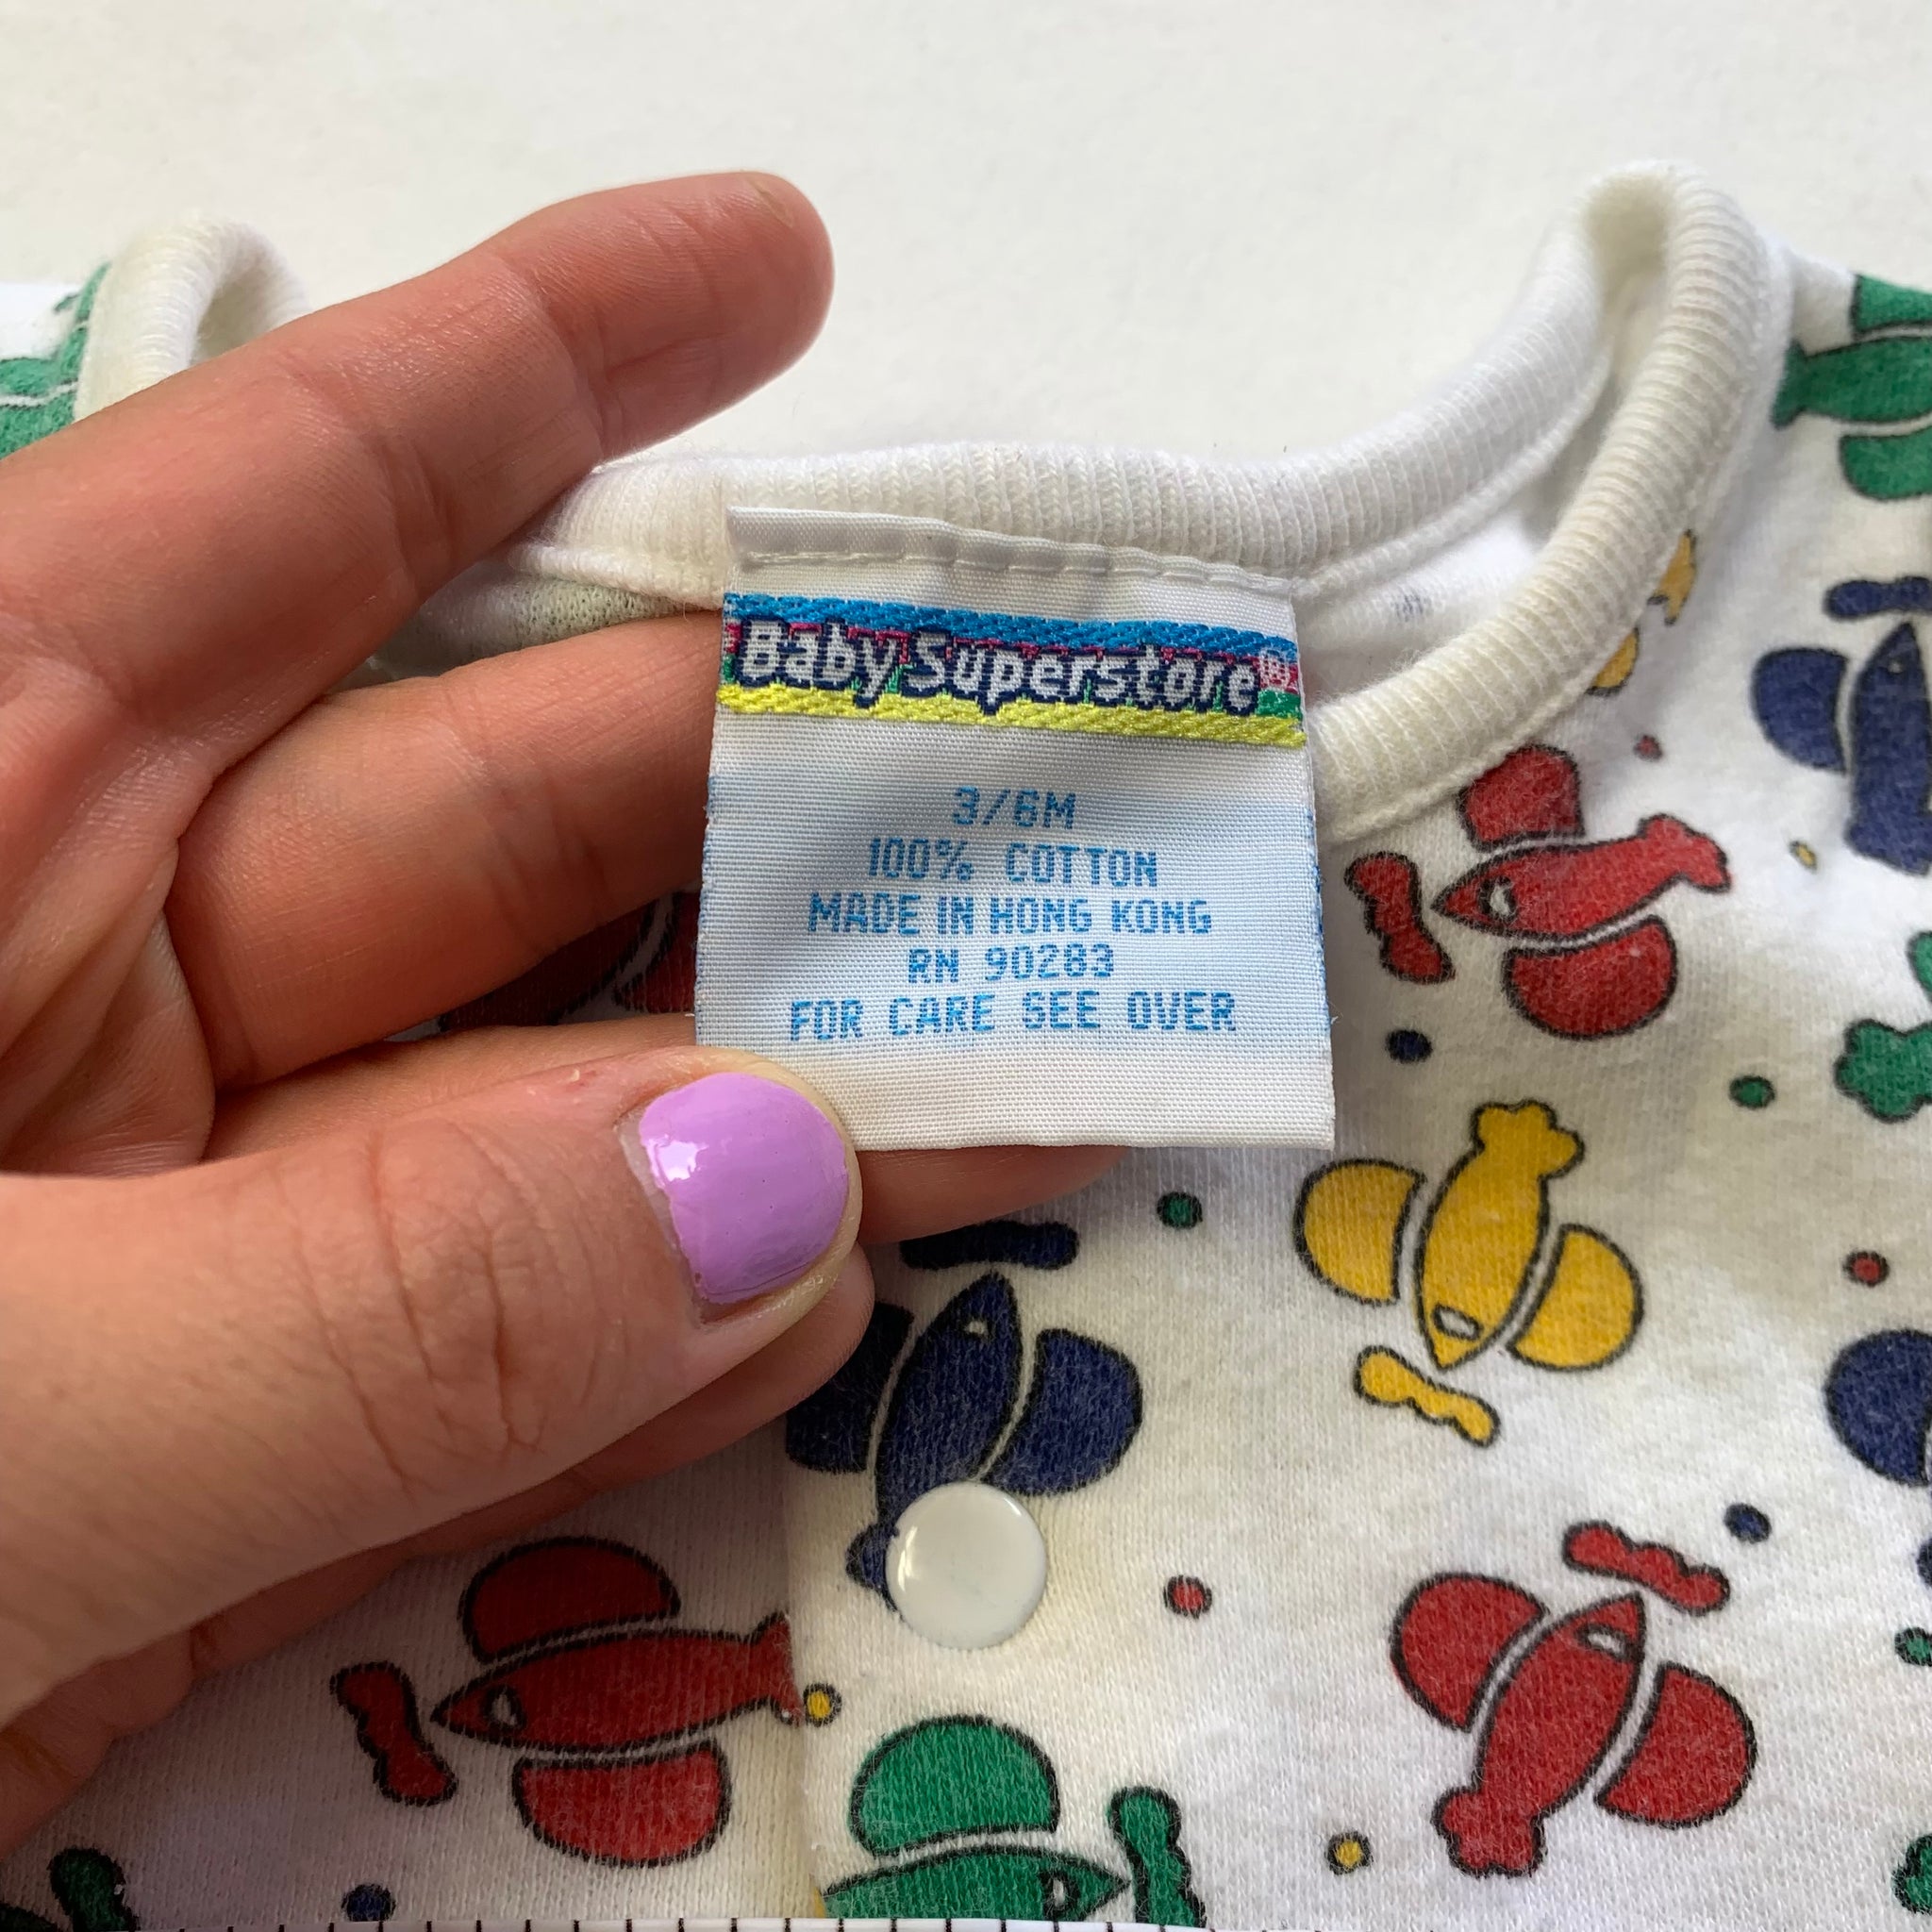 Baby Superstore®
3/6M
100% COTTON
MADE IN HONG KONG
RN 90283
FOR CARE SEE OVER